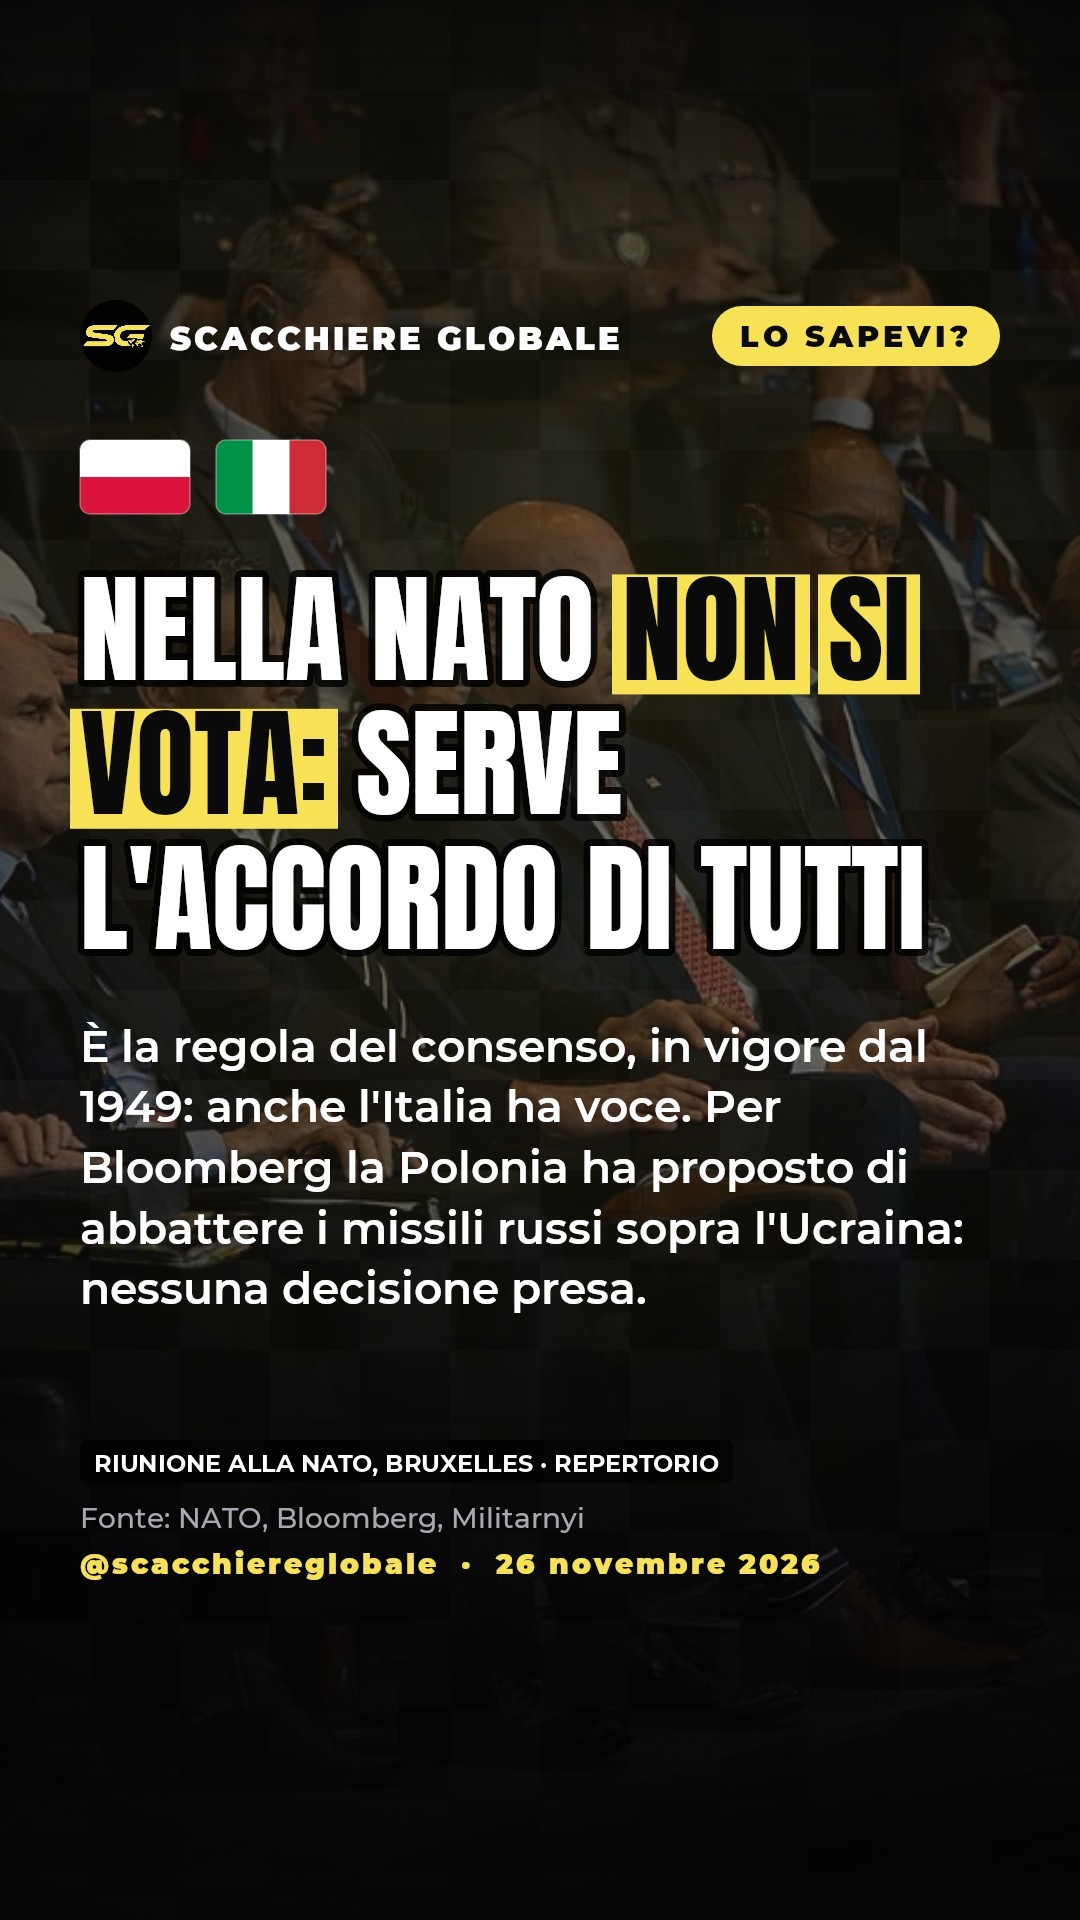 SG SCACCHIERE GLOBALE
LO SAPEVI?
NELLA NATO NON SI
VOTA: SERVE
L'ACCORDO DI TUTTI
È la regola del consenso, in vigore dal
1949: anche l'Italia ha voce. Per
Bloomberg la Polonia ha proposto di
abbattere i missili russi sopra l'Ucraina:
nessuna decisione presa.
RIUNIONE ALLA NATO, BRUXELLES · REPERTORIO
Fonte: NATO, Bloomberg, Militarnyi
@scacchiereglobale · 26 novembre 2026